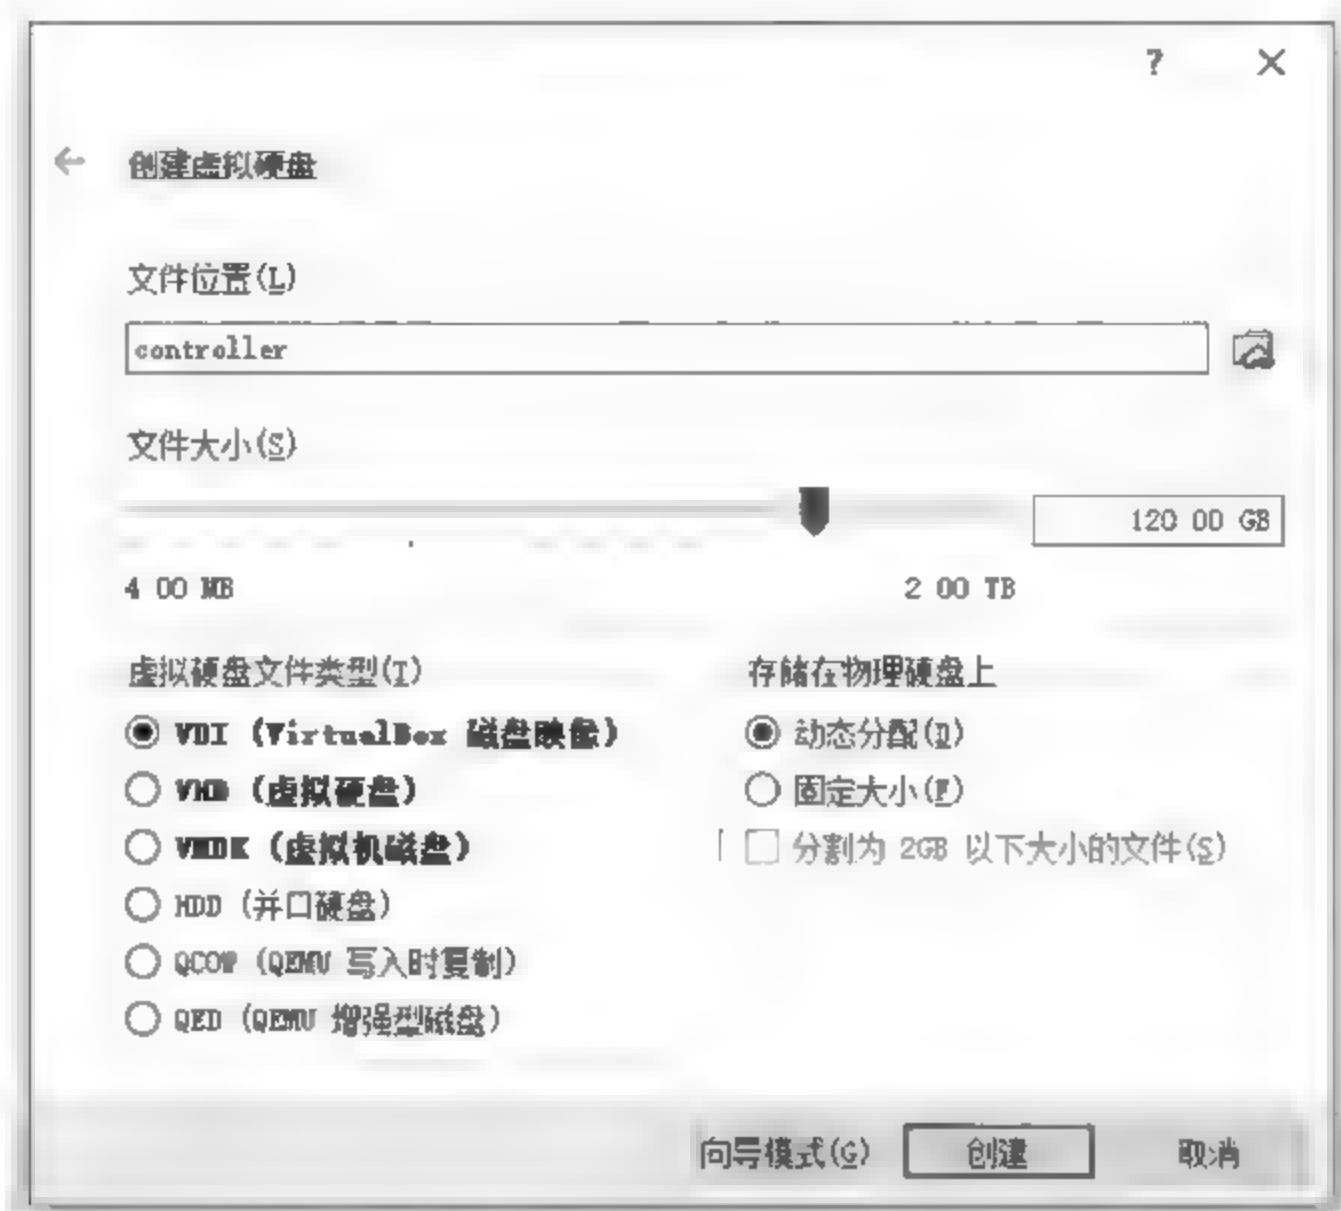 ?
创建虚拟硬盘
文件位置(L)
controller
文件大小(S)
120 00 GB
4 00 MB 2 00 TB
虚拟硬盘文件类型(T) 存储在物理硬盘上
VDI (VirtualBox 磁盘映像) 动态分配(D)
VHD (虚拟硬盘) 固定大小(F)
VMDK (虚拟机磁盘) 分割为 2GB 以下大小的文件(S)
HDD (并口硬盘)
QCOW (QEMU 写入时复制)
QED (QEMU 增强型磁盘)
向导模式(G) 创建 取消